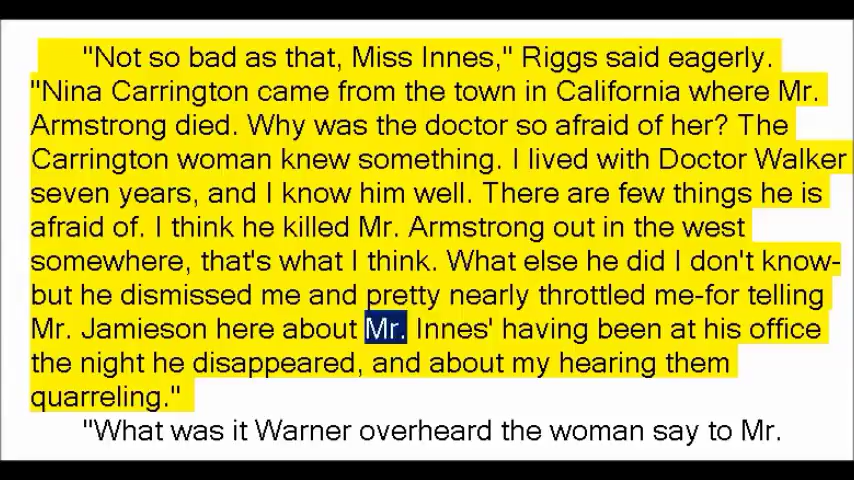 "Not so bad as that, Miss Innes," Riggs said eagerly.
"Nina Carrington came from the town in California where Mr.
Armstrong died. Why was the doctor so afraid of her? The
Carrington woman knew something. I lived with Doctor Walker
seven years, and I know him well. There are few things he is
afraid of. I think he killed Mr. Armstrong out in the west
somewhere, that's what I think. What else he did I don't know-
but he dismissed me and pretty nearly throttled me-for telling
Mr. Jamieson here about Mr. Innes' having been at his office
the night he disappeared, and about my hearing them
quarreling."
"What was it Warner overheard the woman say to Mr.